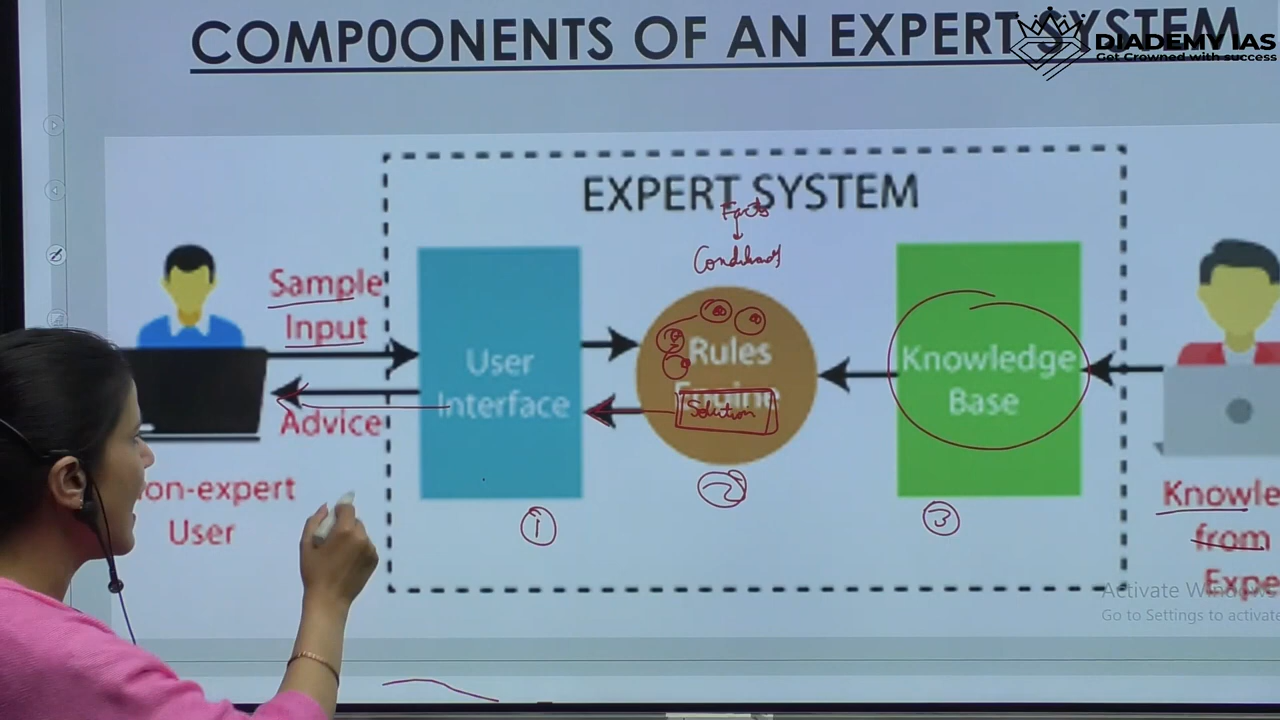 COMP0ONENTS OF AN EXPERT SYSTEM
DIADEMY IAS
Get Crowned with success
EXPERT SYSTEM
Facts
Sample
Input
User
Interface
Rules
Engine
Solution
Knowledge
Base
Advice
on-expert
User
1
2
3
Knowle
from
Expe
Activate Windows
Go to Settings to activate